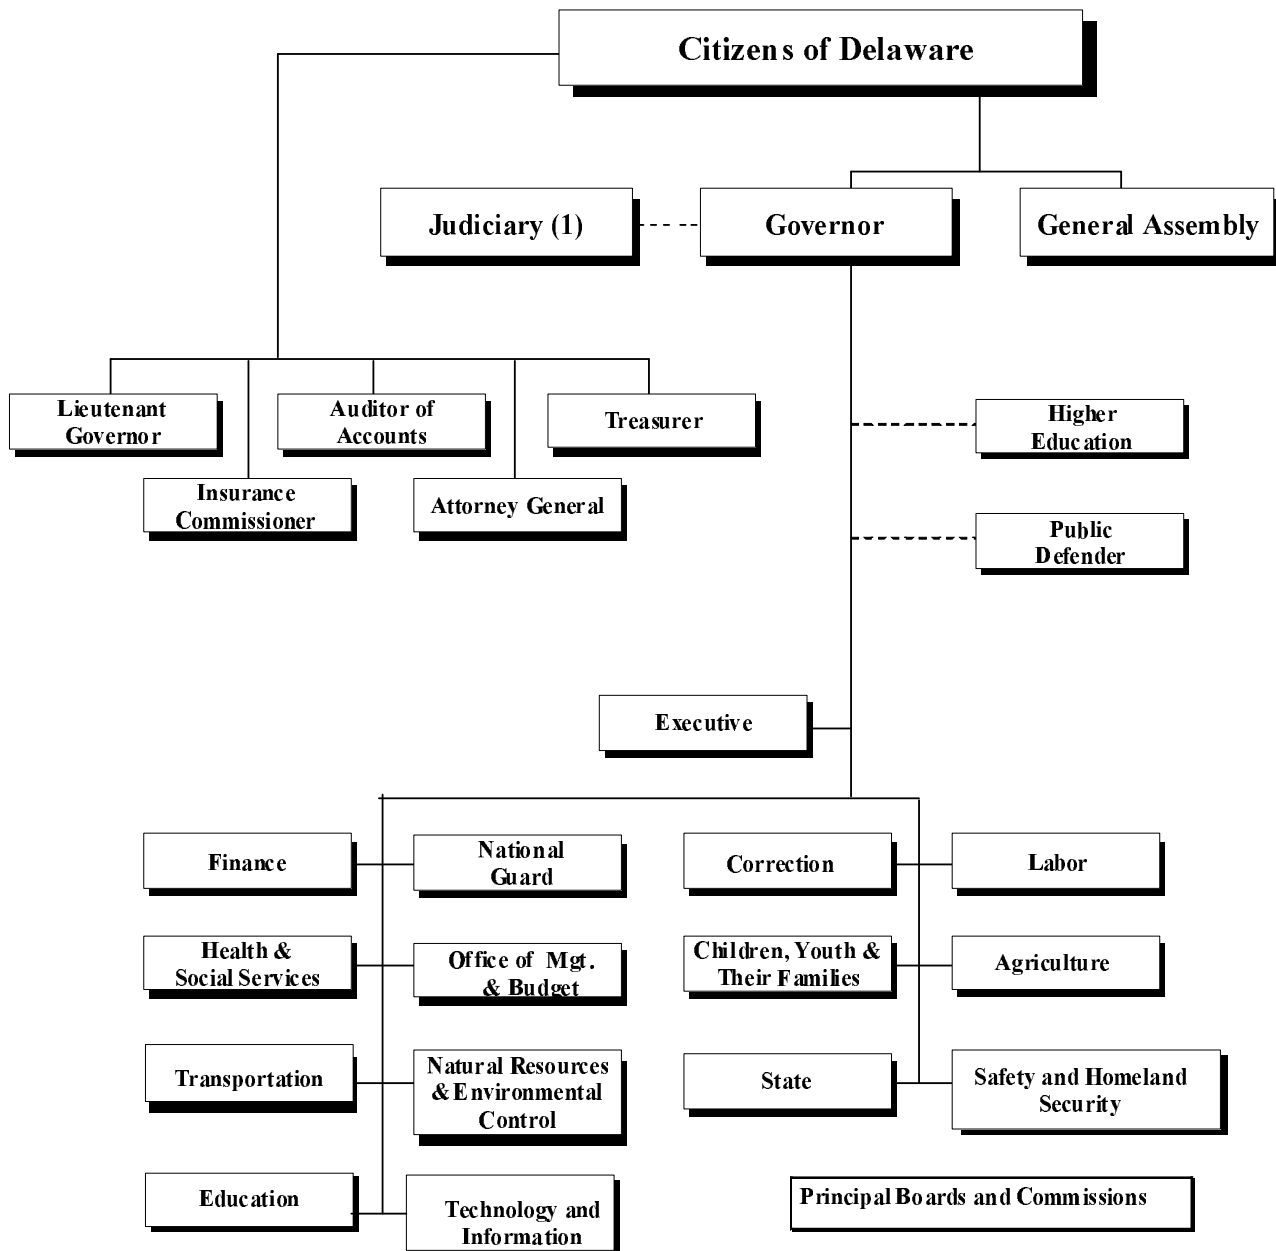 Citizens of Delaware
Judiciary (1)
Governor
General Assembly
Lieutenant
Governor
Auditor of
Accounts
Treasurer
Higher
Education
Insurance
Commissioner
Attorney General
Public
Defender
Executive
Finance
National
Guard
Correction
Labor
Health &
Social Services
Office of Mgt.
& Budget
Children, Youth &
Their Families
Agriculture
Transportation
Natural Resources
& Environmental
Control
State
Safety and Homeland
Security
Education
Technology and
Information
Principal Boards and Commissions